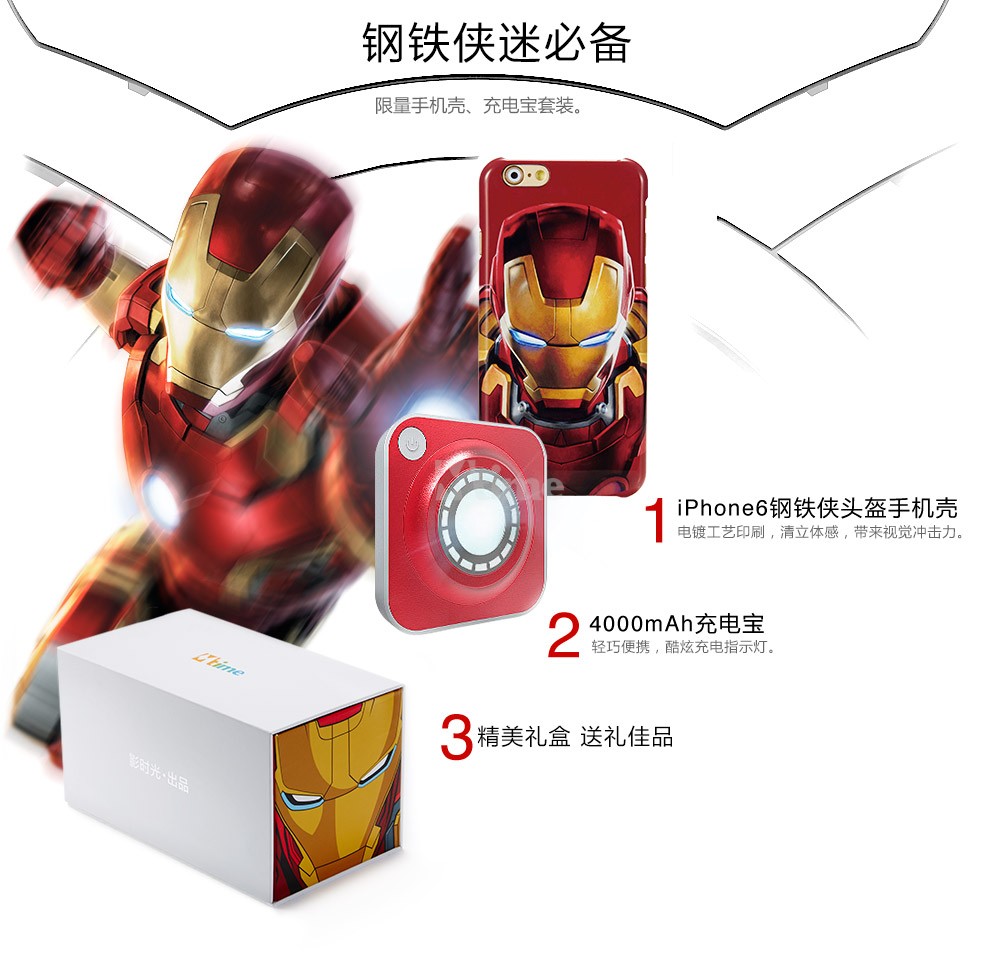 钢铁侠迷必备
限量手机壳、充电宝套装。
Mtime
1 iPhone6钢铁侠头盔手机壳
电镀工艺印刷，清立体感，带来视觉冲击力。
2 4000mAh充电宝
轻巧便携，酷炫充电指示灯。
Mtime
3 精美礼盒 送礼佳品
影时光·出品